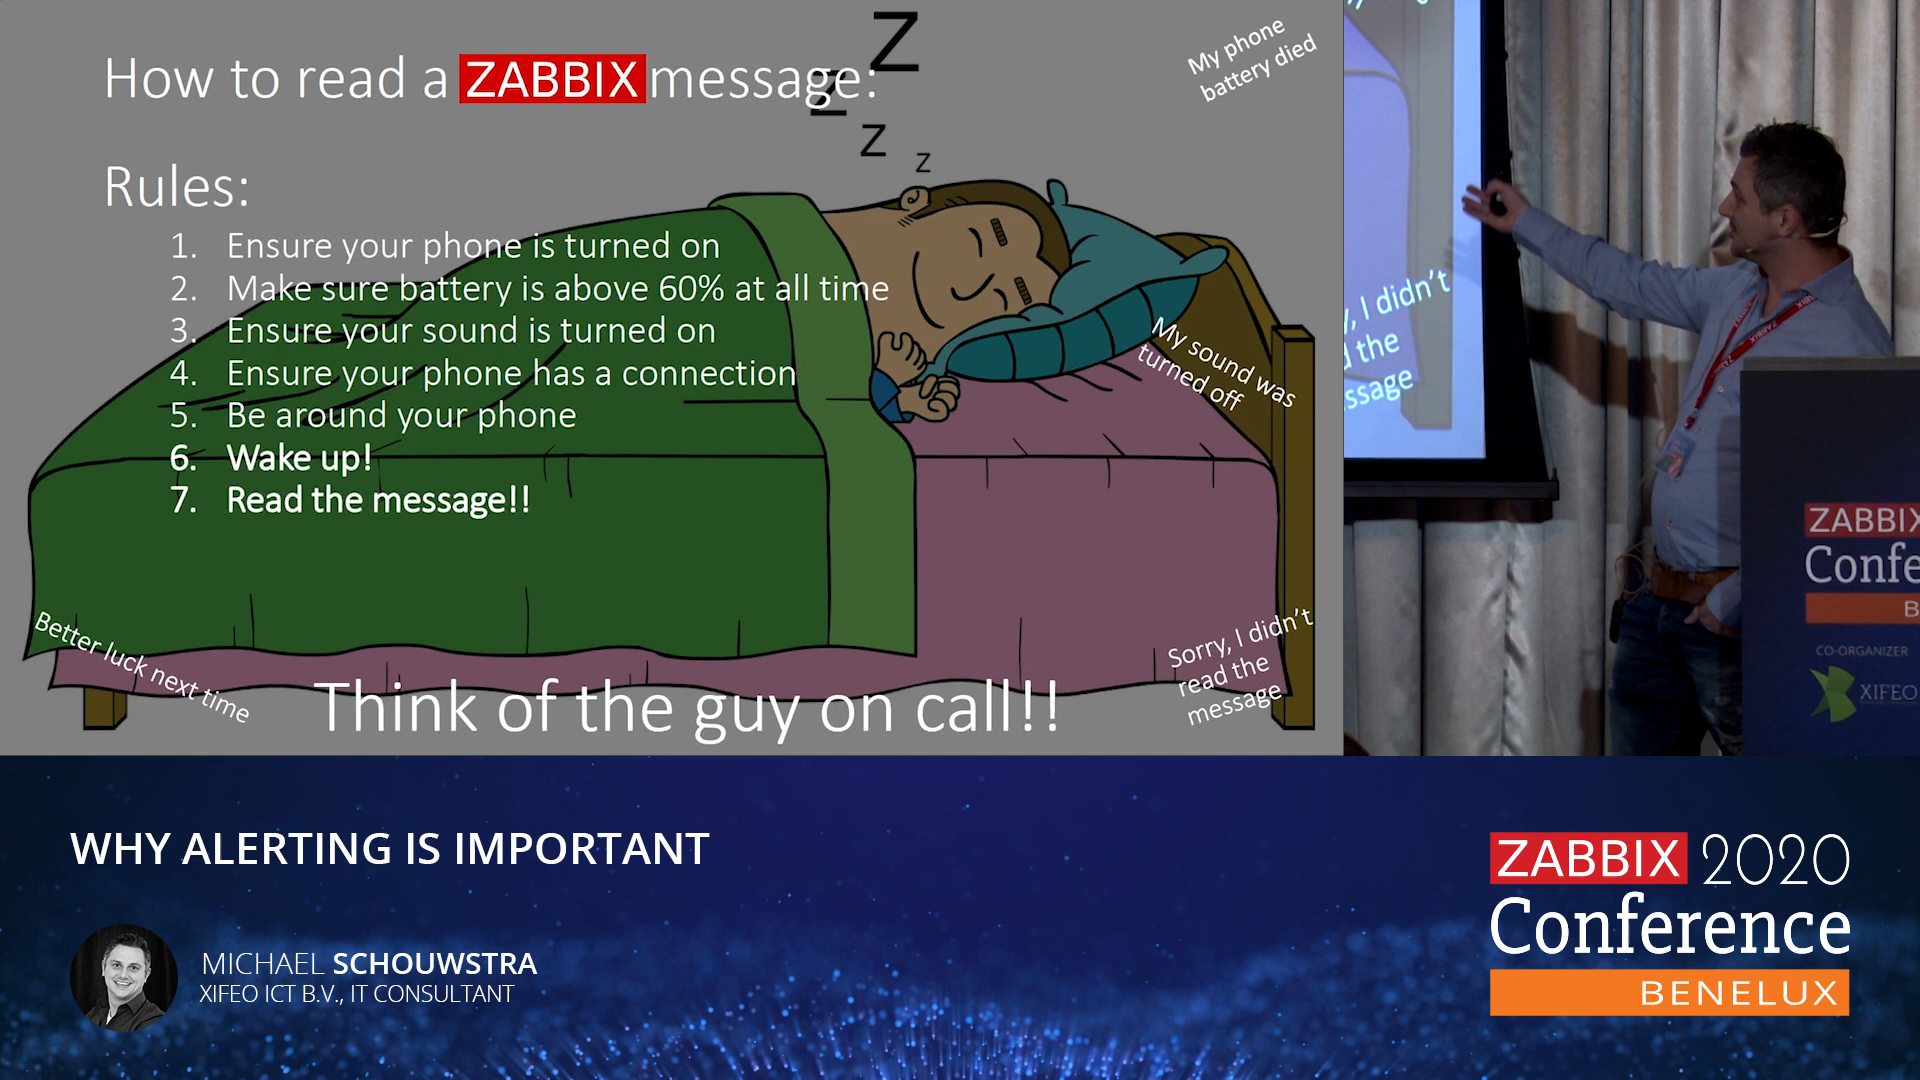 How to read a ZABBIX message:
Z
Z
Z
Z
My phone
battery died
Rules:
1. Ensure your phone is turned on
2. Make sure battery is above 60% at all time
3. Ensure your sound is turned on
4. Ensure your phone has a connection
5. Be around your phone
6. Wake up!
7. Read the message!!
My sound was
turned off
Better luck next time
Sorry, I didn't
read the
message
Think of the guy on call!!
, I didn't
the
ssage
ZABBIX
Confe
B
CO-ORGANIZER
XIFEO
WHY ALERTING IS IMPORTANT
MICHAEL SCHOUWSTRA
XIFEO ICT B.V., IT CONSULTANT
ZABBIX 2020
Conference
BENELUX